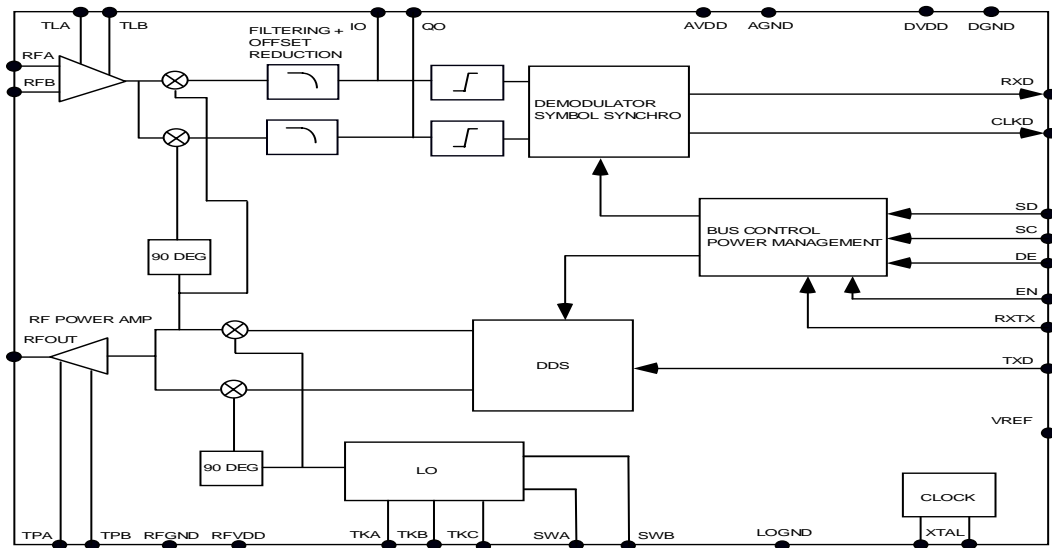 TLA
TLB
FILTERING +
OFFSET
REDUCTION
IO
QO
AVDD
AGND
DVDD
DGND
RFA
RFB
DEMODULATOR
SYMBOL SYNCHRO
RXD
CLKD
BUS CONTROL
POWER MANAGEMENT
SD
SC
DE
EN
RXTX
90 DEG
RF POWER AMP
RFOUT
DDS
TXD
VREF
90 DEG
LO
CLOCK
TPA
TPB
RFGND
RFVDD
TKA
TKB
TKC
SWA
SWB
LOGND
XTAL